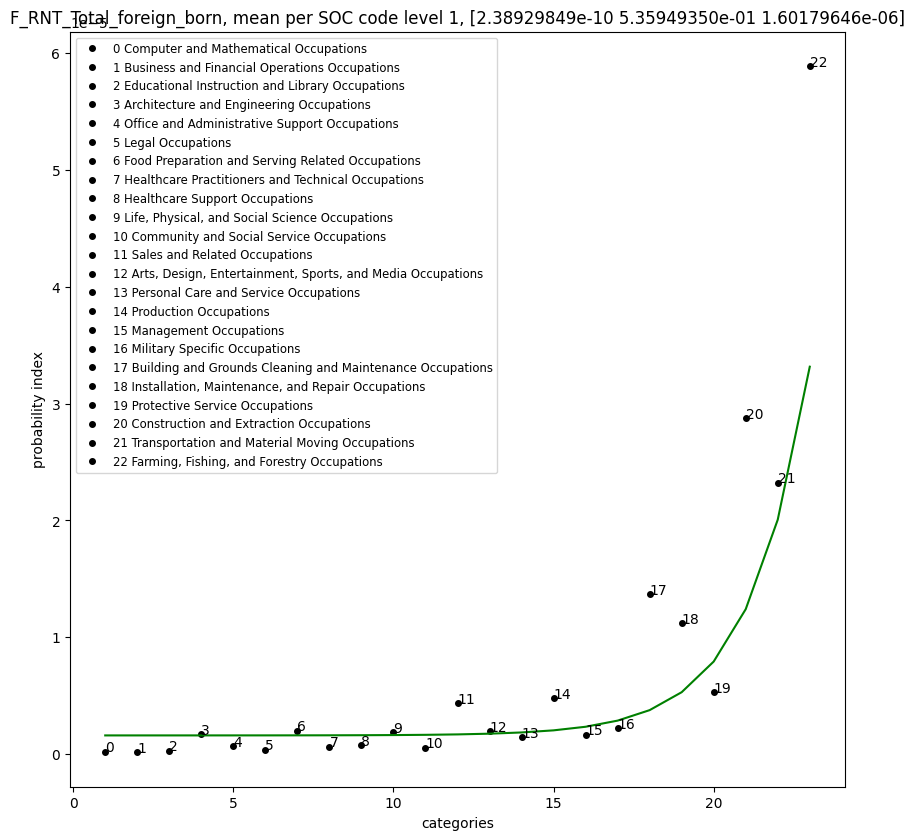 F_RNT_Total_foreign_born, mean per SOC code level 1, [2.38929849e-10 5.35949350e-01 1.60179646e-06]
1e−5
6
5
4
3
2
1
0
probability index
0 Computer and Mathematical Occupations
1 Business and Financial Operations Occupations
2 Educational Instruction and Library Occupations
3 Architecture and Engineering Occupations
4 Office and Administrative Support Occupations
5 Legal Occupations
6 Food Preparation and Serving Related Occupations
7 Healthcare Practitioners and Technical Occupations
8 Healthcare Support Occupations
9 Life, Physical, and Social Science Occupations
10 Community and Social Service Occupations
11 Sales and Related Occupations
12 Arts, Design, Entertainment, Sports, and Media Occupations
13 Personal Care and Service Occupations
14 Production Occupations
15 Management Occupations
16 Military Specific Occupations
17 Building and Grounds Cleaning and Maintenance Occupations
18 Installation, Maintenance, and Repair Occupations
19 Protective Service Occupations
20 Construction and Extraction Occupations
21 Transportation and Material Moving Occupations
22 Farming, Fishing, and Forestry Occupations
0
1
2
3
4
5
6
7
8
9
10
11
12
13
14
15
16
17
18
19
20
21
22
0
5
10
15
20
categories